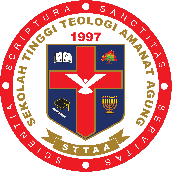 SCRIPTURA • SANCTITAS
SCIENTIA • SERVITAS
SEKOLAH TINGGI TEOLOGI AMANAT AGUNG
1997
STTAA